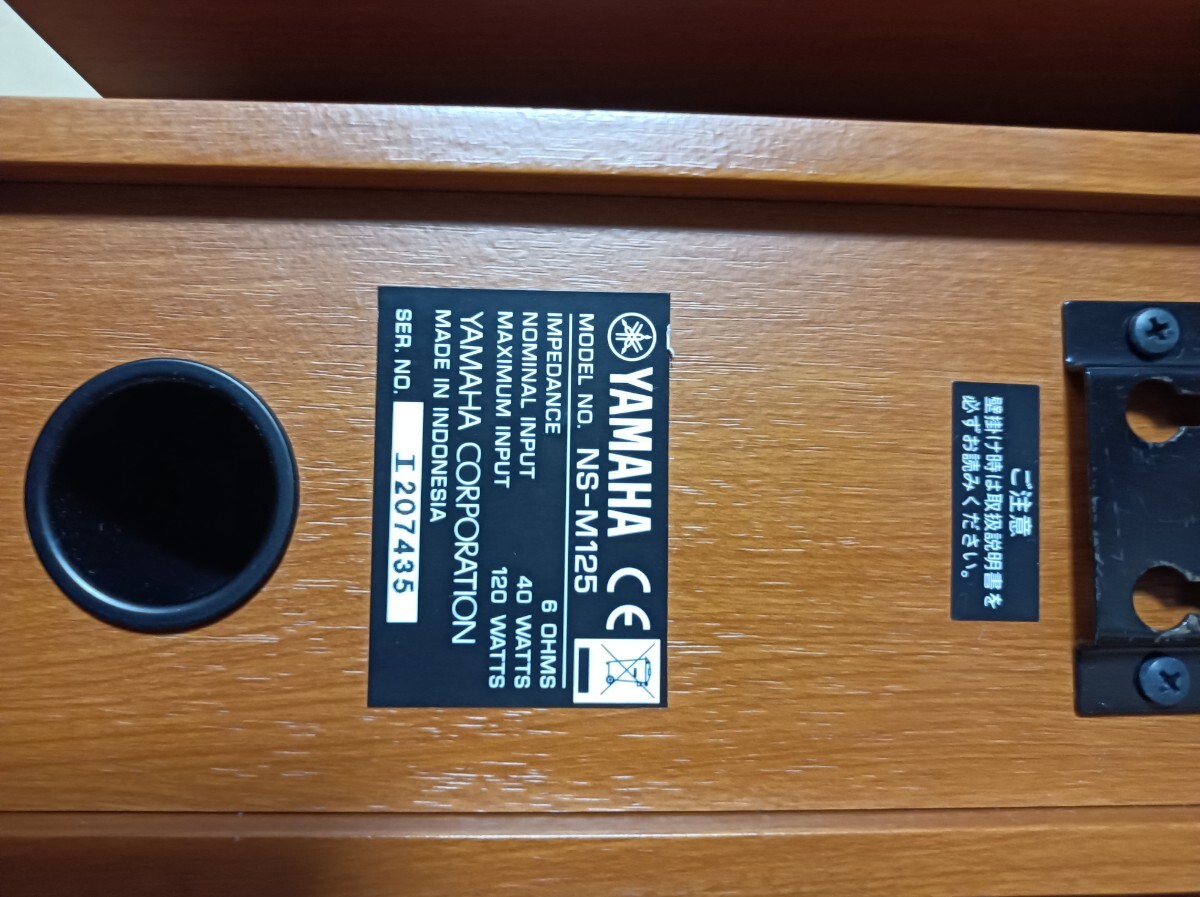 YAMAHA CE
MODEL NO. NS-M125
IMPEDANCE 6 OHMS
NOMINAL INPUT 40 WATTS
MAXIMUM INPUT 120 WATTS
YAMAHA CORPORATION
MADE IN INDONESIA
SER. NO. I207435
ご注意
壁掛け時は取扱説明書を
必ずお読みください。